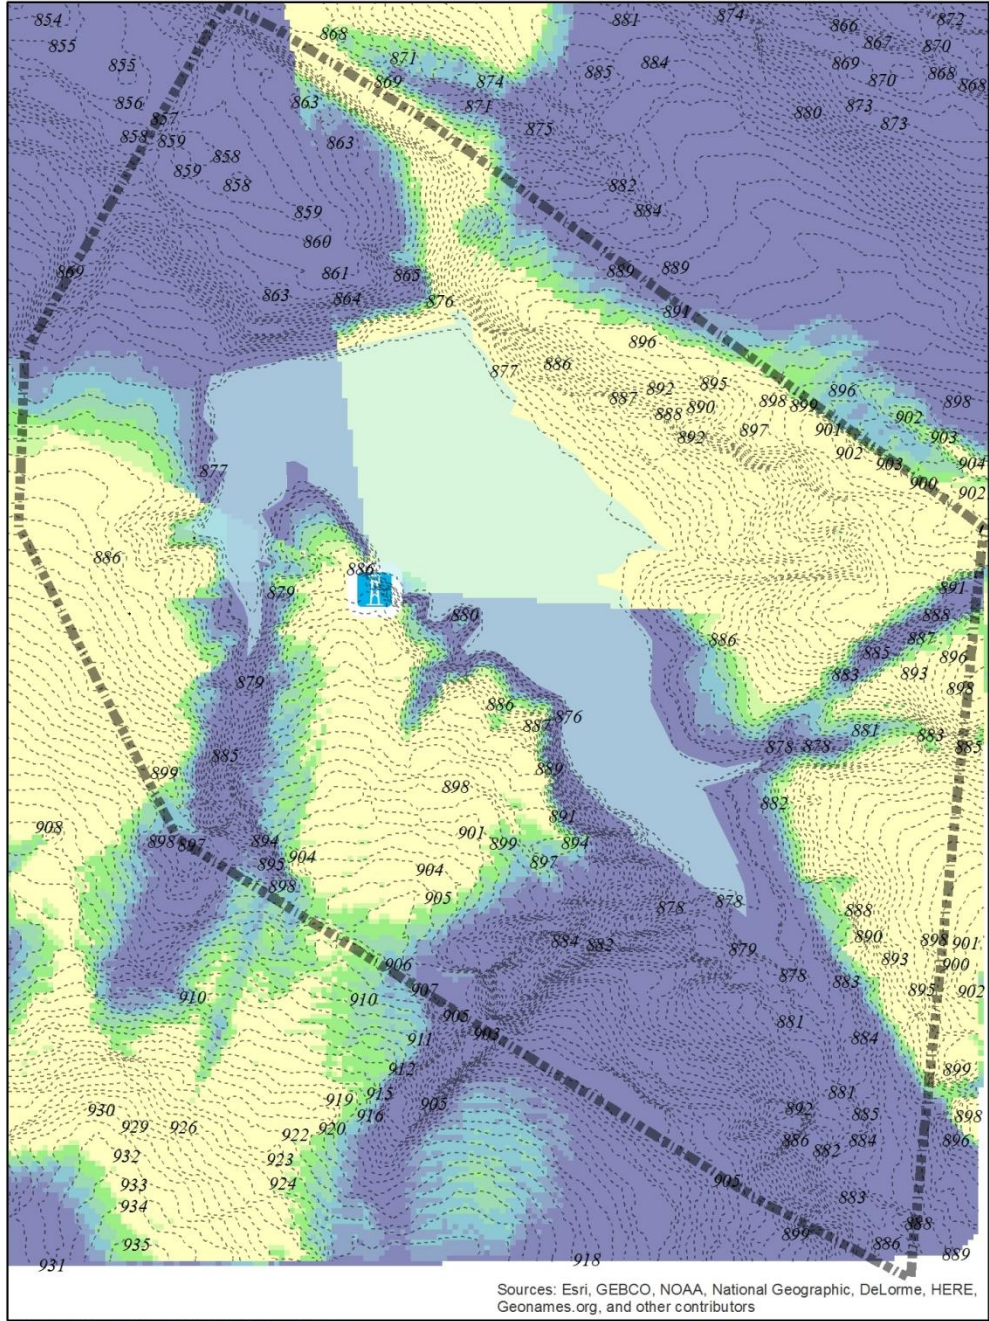 854 881 874 866 872
855 868 867 870
871 884 869 868
855 869 874 885 870 868
856 863 871 880 873
857 875 873
858 859 863
858
859 858 882
859 884
860
869 861 865 889 889
863 864 876 891
896
877 886
887 892 895 896 898
888 890 898 899 902
892 897 901 903
877 902 903 904
900 902
886 886
879 891
880 888
886 885 887
879 883 893 896
898
886
887 876 881 883
885 878 878 885
899 889
898 882
891
908 901
898 897 894 899 894
895 904 897
904
898 905 878 878 888
884 882 879 890 898 901
906 893 900
878 883
910 910 907 895 902
905 881
911 903 884
912 899
919 915 881
930 916 905 892 885 898
929 926 922 920
886 884 896
932 923 882
933 924 905 883
934
888
935 899 886 889
931 918
Sources: Esri, GEBCO, NOAA, National Geographic, DeLorme, HERE,
Geonames.org, and other contributors